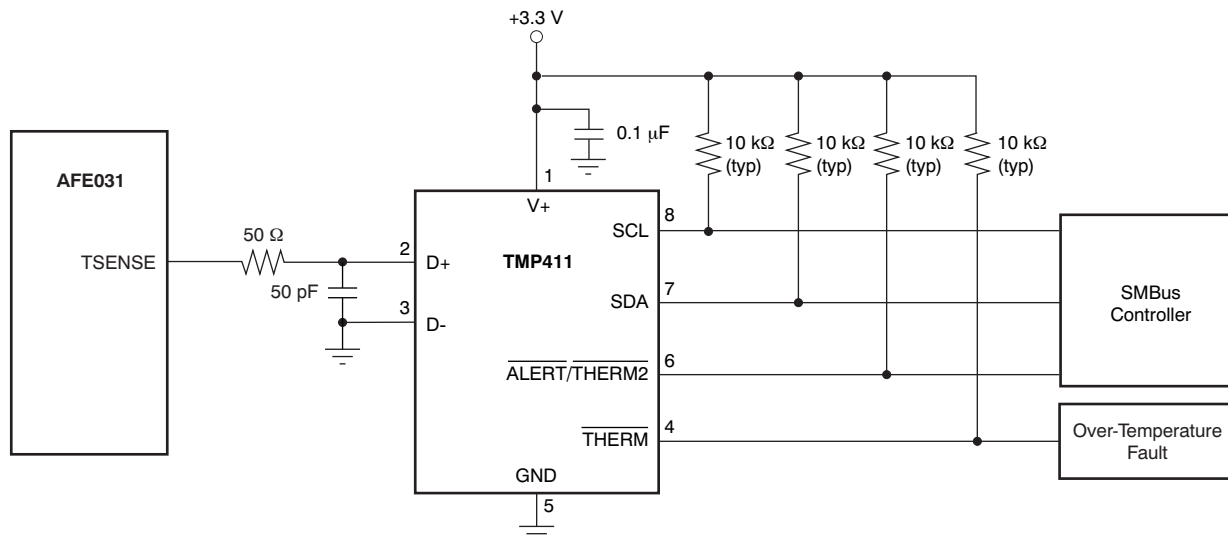 +3.3 V
0.1 μF
10 kΩ
(typ)
10 kΩ
(typ)
10 kΩ
(typ)
10 kΩ
(typ)
AFE031
TSENSE
50 Ω
50 pF
1
V+
2
D+
3
D-
TMP411
SCL
8
SDA
7
ALERT/THERM2
6
THERM
4
GND
5
SMBus
Controller
Over-Temperature
Fault